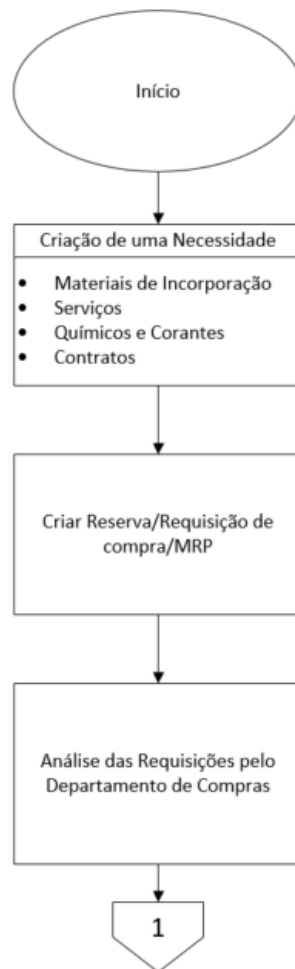 Início
Criação de uma Necessidade
• Materiais de Incorporação
• Serviços
• Químicos e Corantes
• Contratos
Criar Reserva/Requisição de
compra/MRP
Análise das Requisições pelo
Departamento de Compras
1